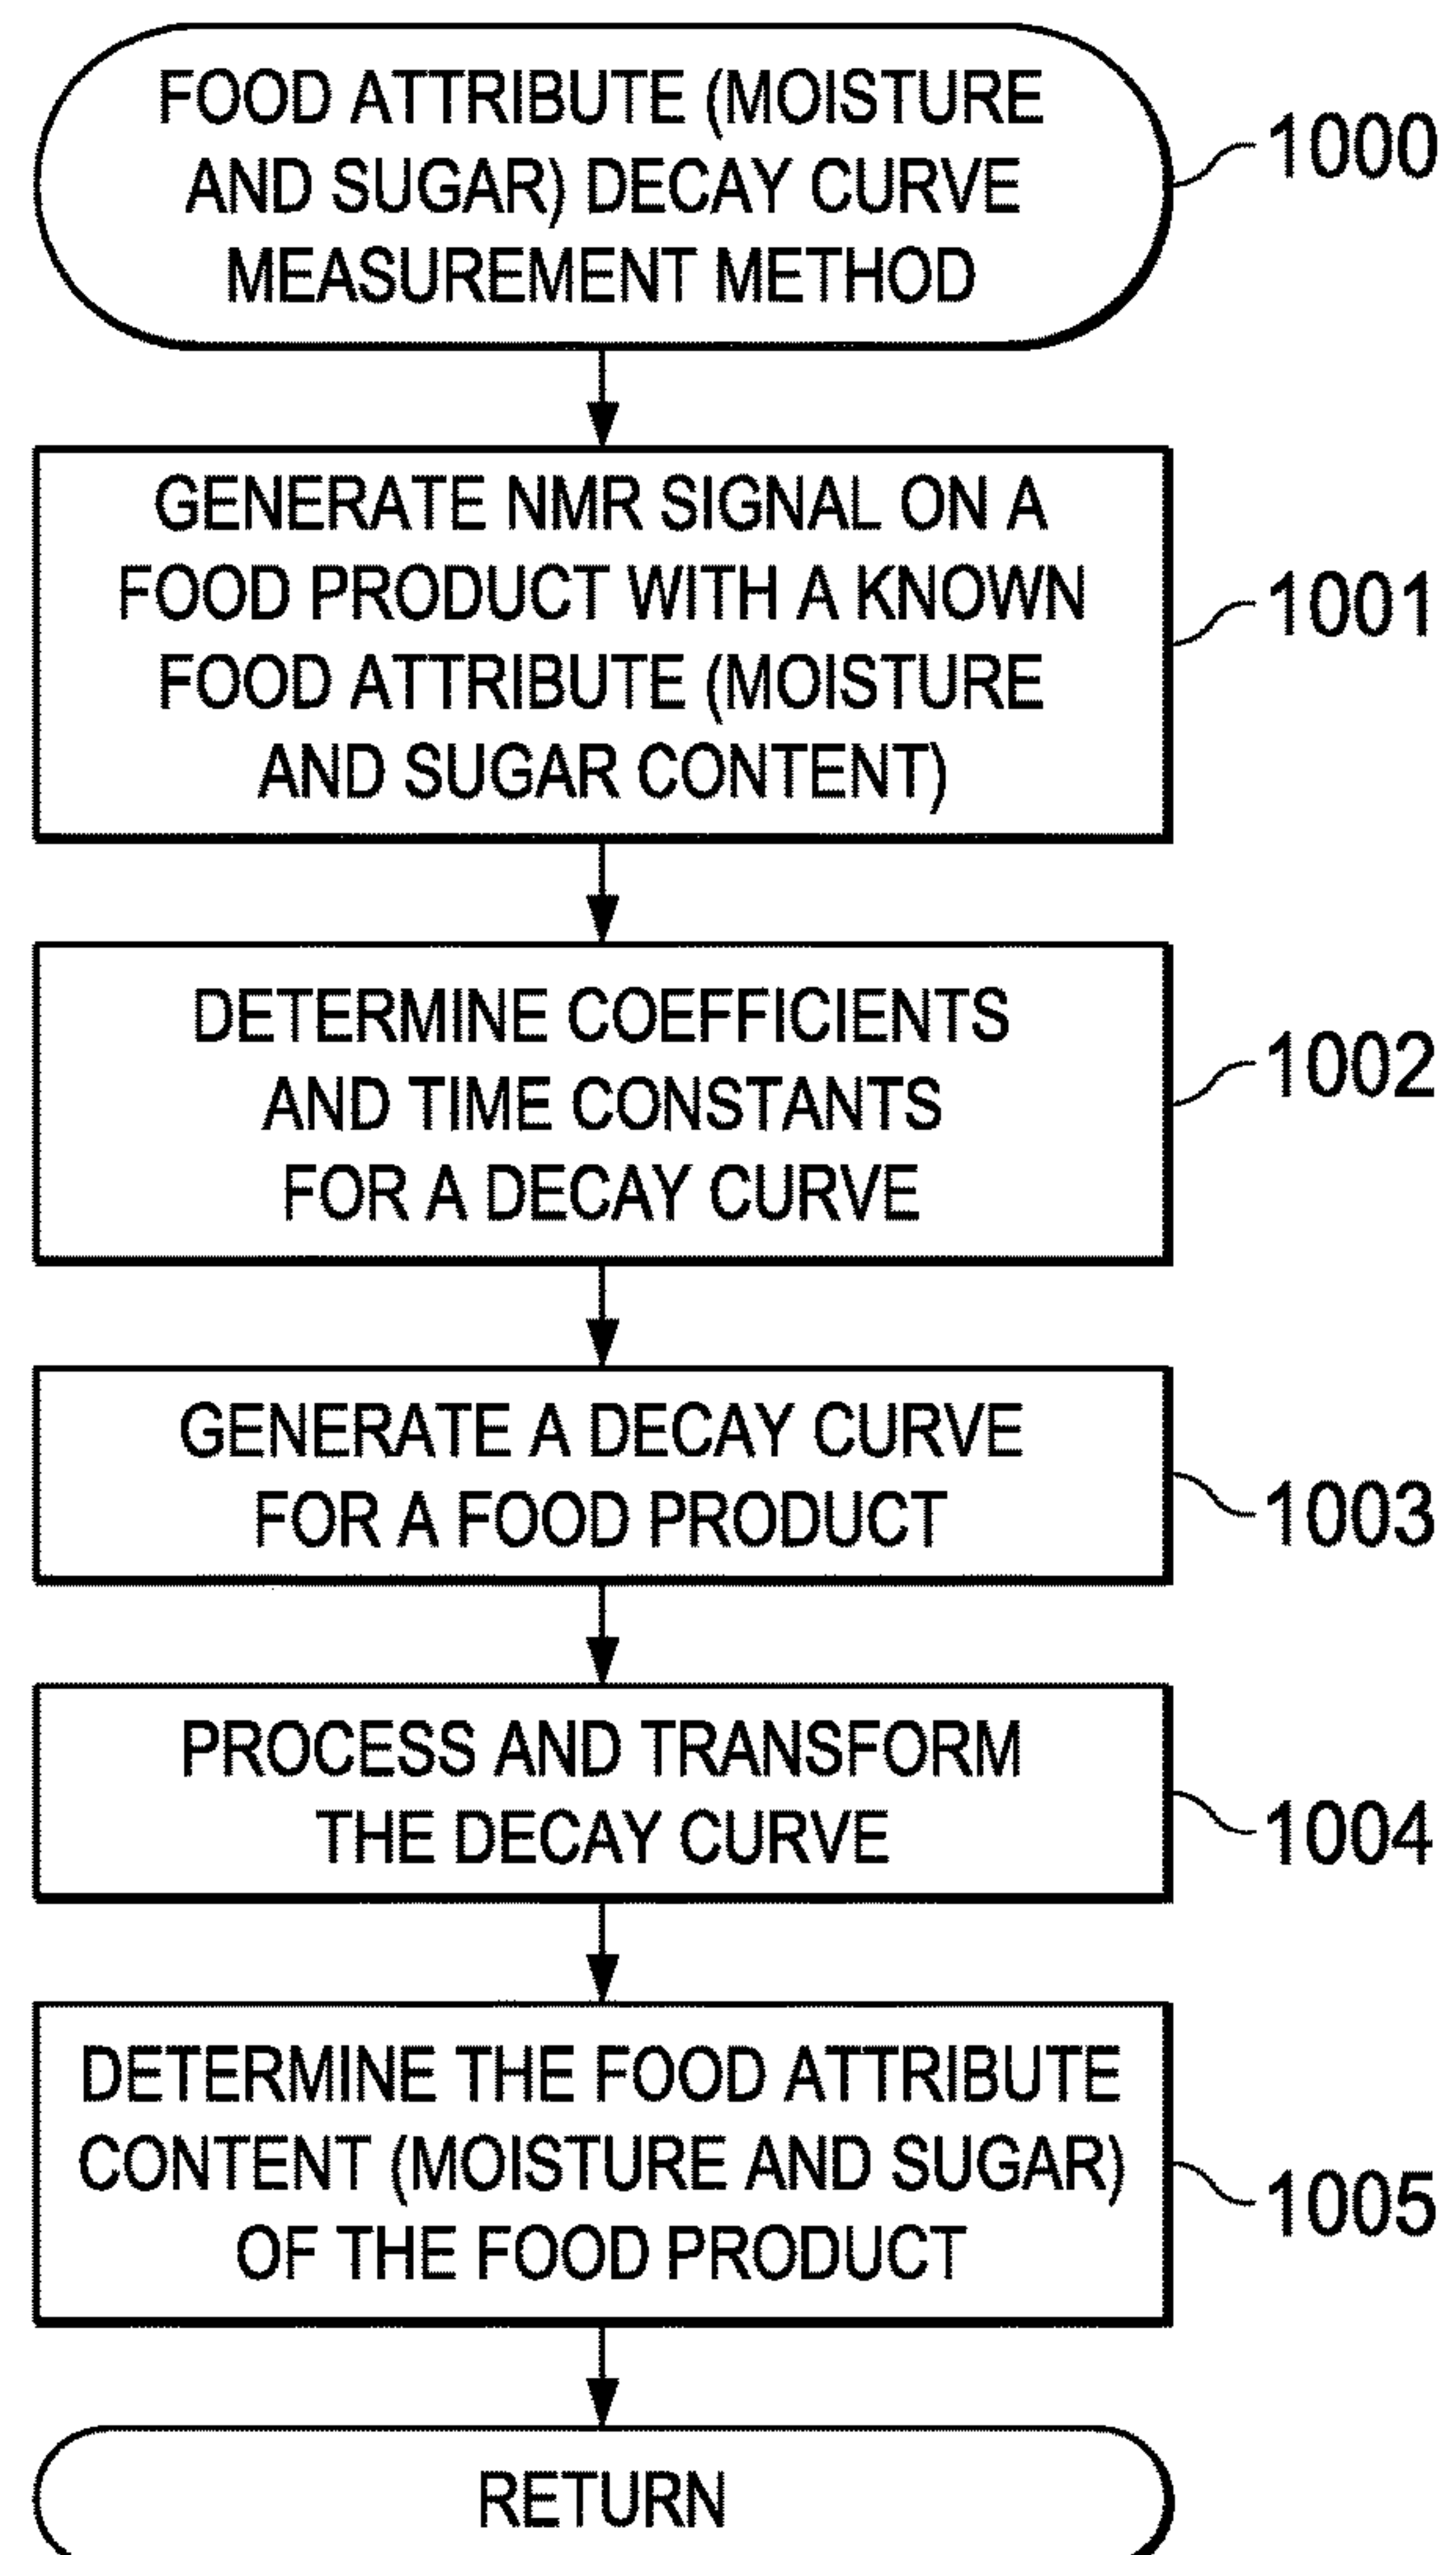 FOOD ATTRIBUTE (MOISTURE
AND SUGAR) DECAY CURVE
MEASUREMENT METHOD
1000
GENERATE NMR SIGNAL ON A
FOOD PRODUCT WITH A KNOWN
FOOD ATTRIBUTE (MOISTURE
AND SUGAR CONTENT)
1001
DETERMINE COEFFICIENTS
AND TIME CONSTANTS
FOR A DECAY CURVE
1002
GENERATE A DECAY CURVE
FOR A FOOD PRODUCT
1003
PROCESS AND TRANSFORM
THE DECAY CURVE
1004
DETERMINE THE FOOD ATTRIBUTE
CONTENT (MOISTURE AND SUGAR)
OF THE FOOD PRODUCT
1005
RETURN